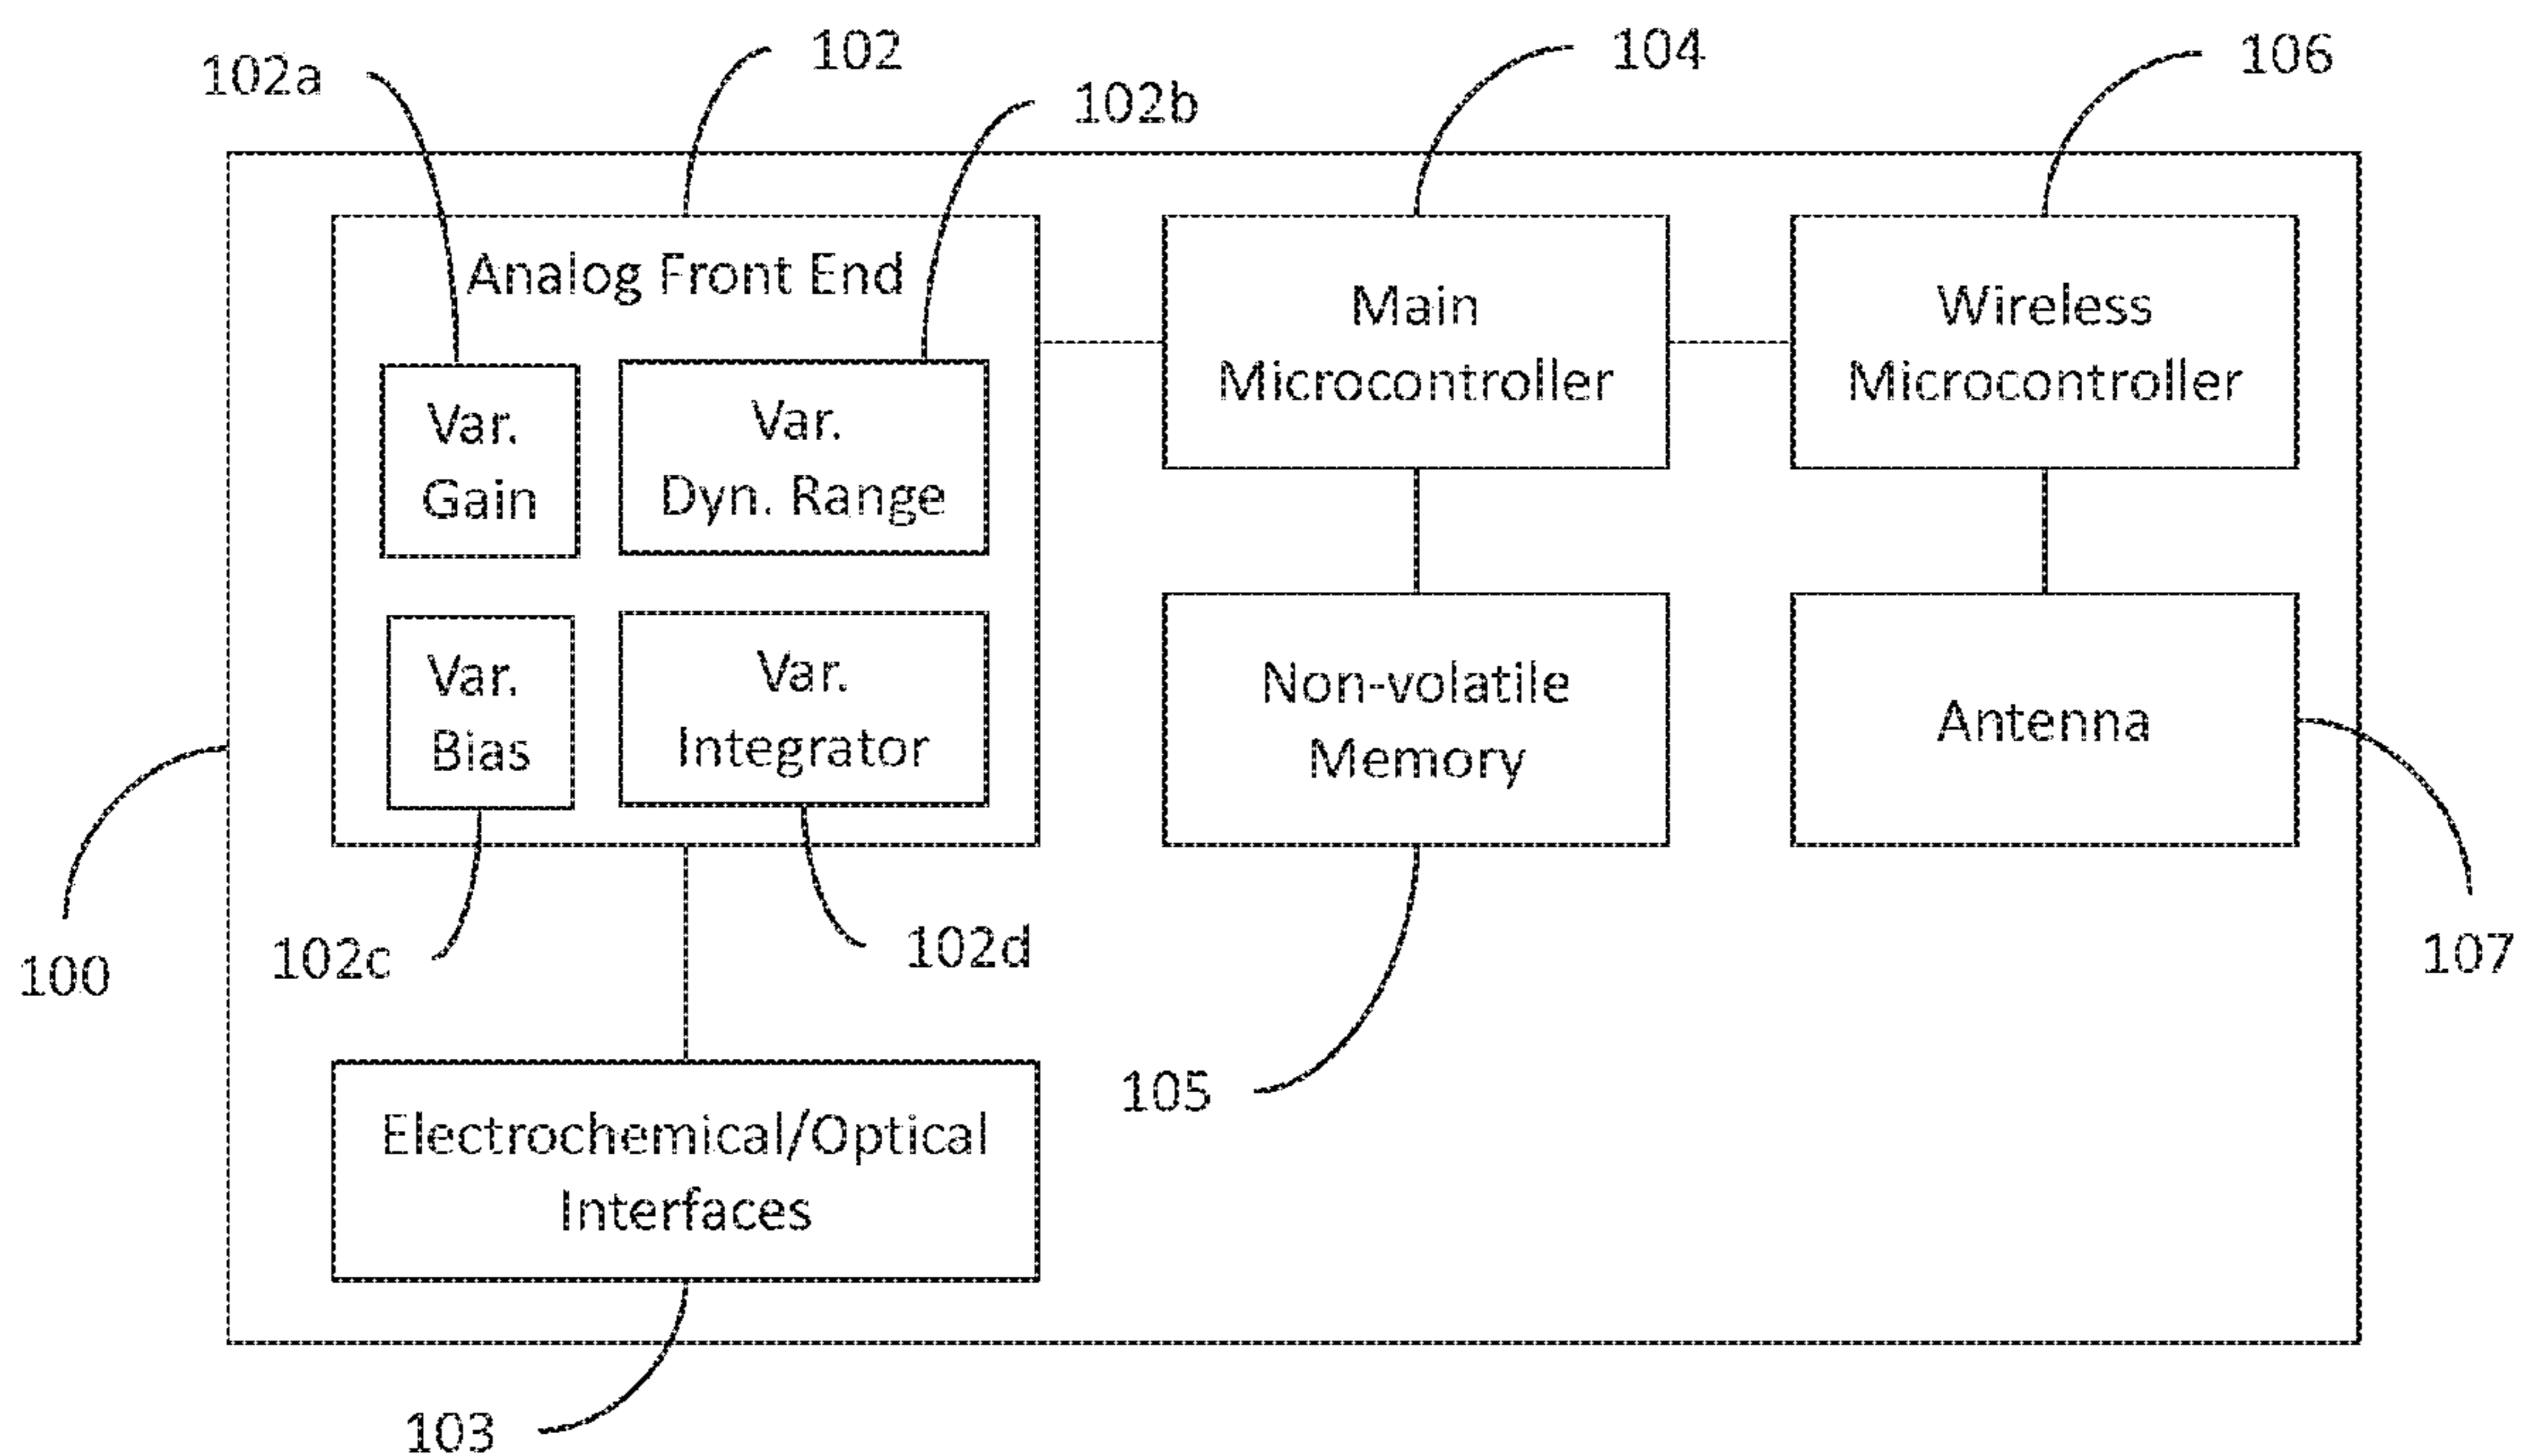 102a
102
102b
104
106
Analog Front End
Var.
Gain
Var.
Dyn. Range
Var.
Bias
Var.
Integrator
Main
Microcontroller
Wireless
Microcontroller
Non-volatile
Memory
Antenna
100
102c
102d
105
107
Electrochemical/Optical
Interfaces
103